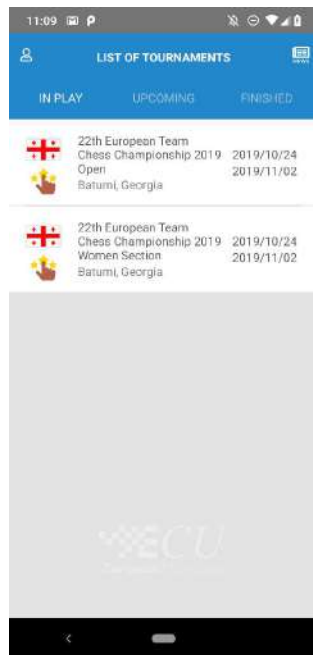 11:09
LIST OF TOURNAMENTS
NEWS
IN PLAY
UPCOMING
FINISHED
22th European Team
Chess Championship 2019
Open
Batumi, Georgia
2019/10/24
2019/11/02
22th European Team
Chess Championship 2019
Women Section
Batumi, Georgia
2019/10/24
2019/11/02
ECU